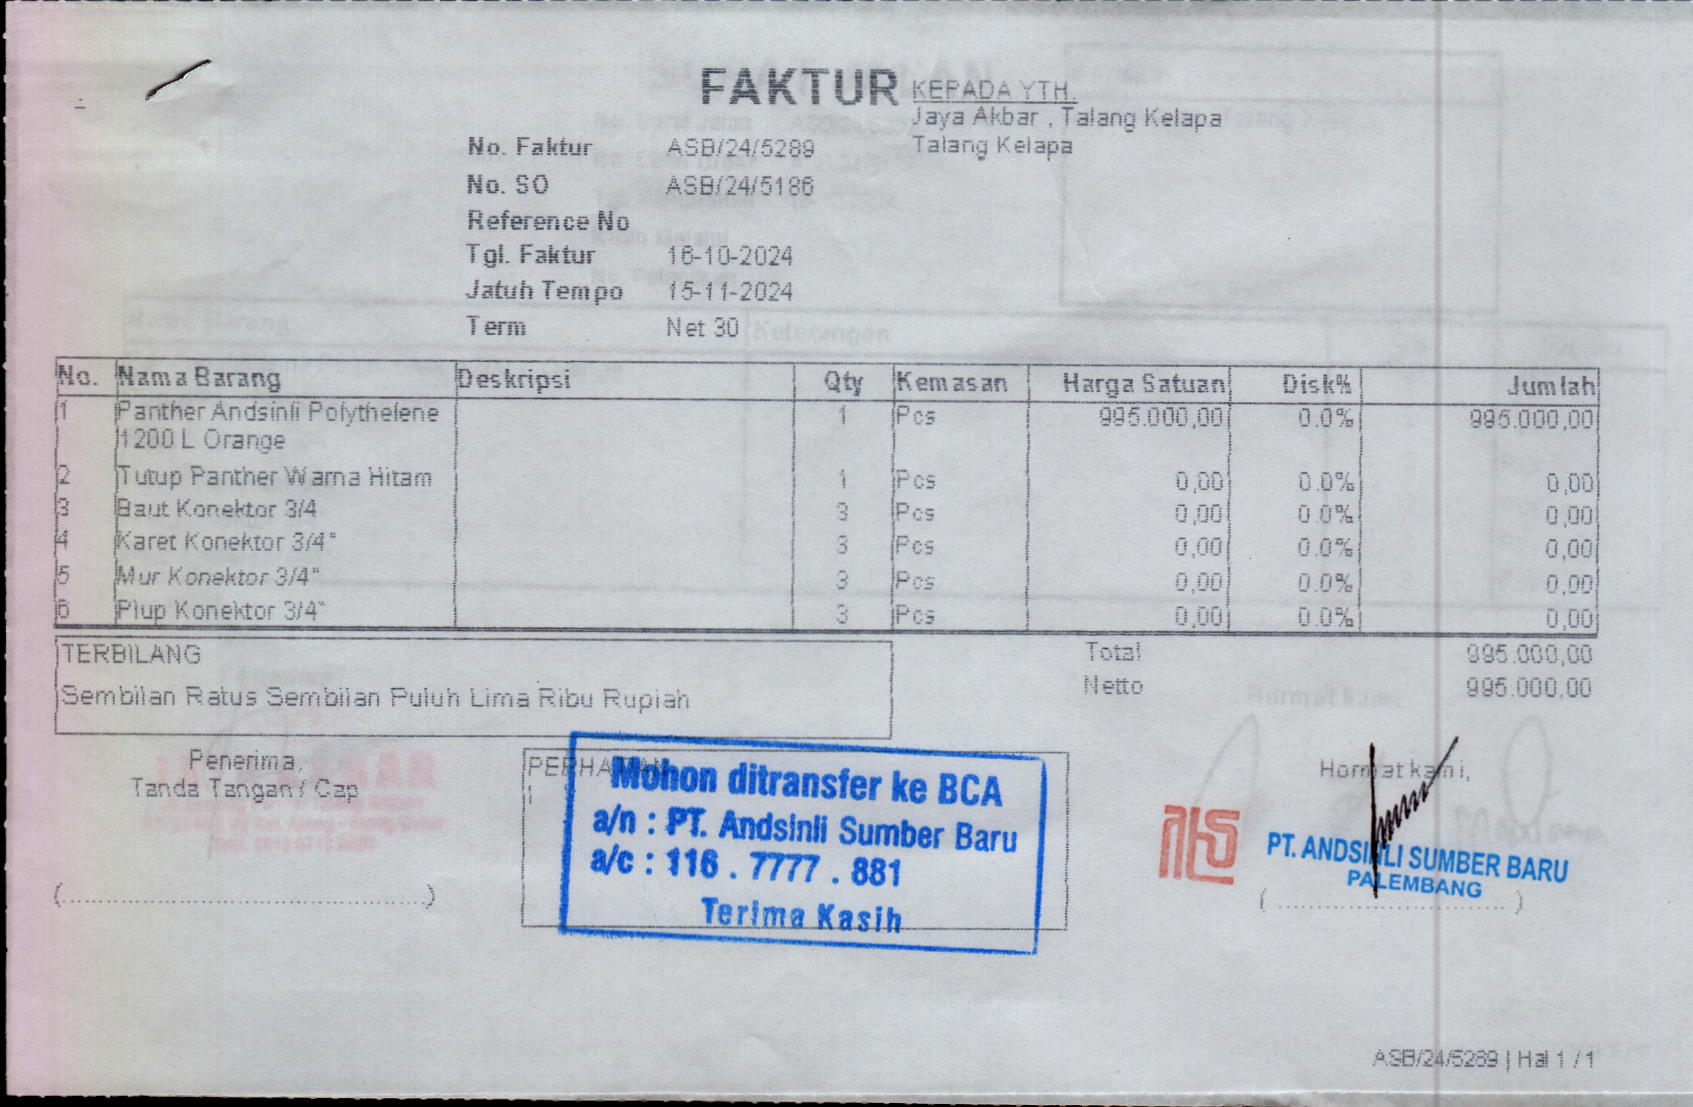 FAKTUR
KEPADA YTH.
Jaya Akbar , Talang Kelapa
Talang Kelapa
No. Faktur ASB/24/5289
No. SO ASB/24/5186
Reference No
Tgl. Faktur 16-10-2024
Jatuh Tempo 15-11-2024
Term Net 30
No. Nama Barang Deskripsi Qty Kemasan Harga Satuan Disk% Jumlah
1 Panther Andsinli Polythelene 1 Pcs 995.000,00 0.0% 995.000,00
1200 L Orange
2 Tutup Panther Warna Hitam 1 Pcs 0,00 0.0% 0,00
3 Baut Konektor 3/4 3 Pcs 0,00 0.0% 0,00
4 Karet Konektor 3/4" 3 Pcs 0,00 0.0% 0,00
5 Mur Konektor 3/4" 3 Pcs 0,00 0.0% 0,00
6 Plup Konektor 3/4" 3 Pcs 0,00 0.0% 0,00
TERBILANG
Sembilan Ratus Sembilan Puluh Lima Ribu Rupiah
Total 995.000,00
Netto 995.000,00
Penerima,
Tanda Tangan / Cap
(....................................................)
PERHATIAN
Mohon ditransfer ke BCA
a/n : PT. Andsinli Sumber Baru
a/c : 116 . 7777 . 881
Terima Kasih
Hormat kami,
PT. ANDSINLI SUMBER BARU
PALEMBANG
( ................................. )
ASB/24/5289 | Hal 1 / 1